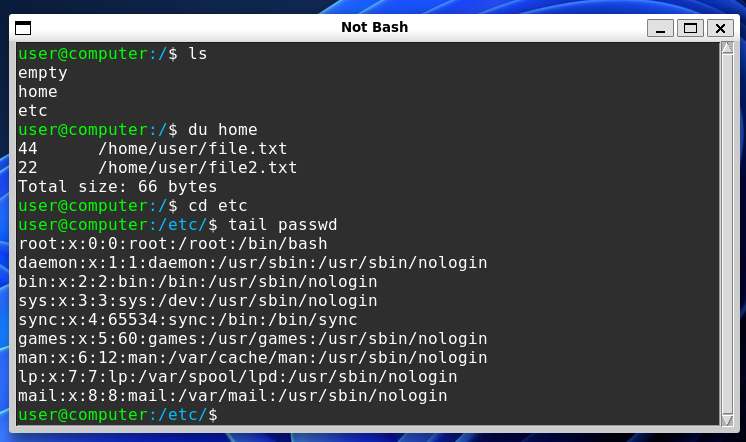 Not Bash
user@computer:/$ ls
empty
home
etc
user@computer:/$ du home
44      /home/user/file.txt
22      /home/user/file2.txt
Total size: 66 bytes
user@computer:/$ cd etc
user@computer:/etc/$ tail passwd
root:x:0:0:root:/root:/bin/bash
daemon:x:1:1:daemon:/usr/sbin:/usr/sbin/nologin
bin:x:2:2:bin:/bin:/usr/sbin/nologin
sys:x:3:3:sys:/dev:/usr/sbin/nologin
sync:x:4:65534:sync:/bin:/bin/sync
games:x:5:60:games:/usr/games:/usr/sbin/nologin
man:x:6:12:man:/var/cache/man:/usr/sbin/nologin
lp:x:7:7:lp:/var/spool/lpd:/usr/sbin/nologin
mail:x:8:8:mail:/var/mail:/usr/sbin/nologin
user@computer:/etc/$